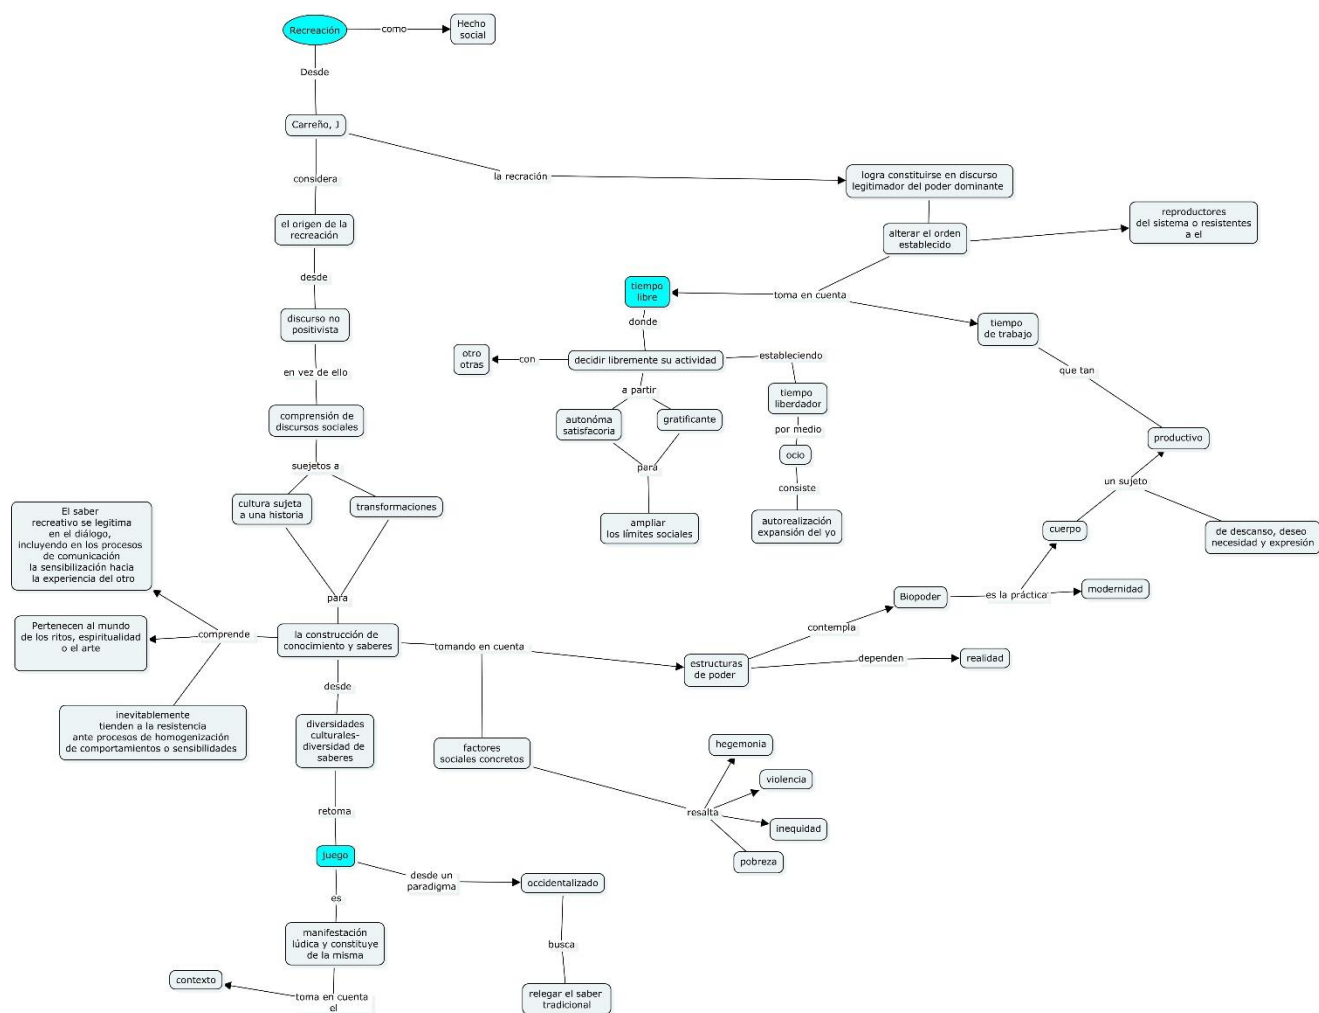 Recreación
como
Hecho
social
Desde
Carreño, J
considera
la recración
logra constituirse en discurso
legitimador del poder dominante
el origen de la
recreación
alterar el orden
establecido
reproductores
del sistema o resistentes
a el
desde
toma en cuenta
tiempo
libre
tiempo
de trabajo
discurso no
positivista
donde
que tan
otro
otras
con
decidir libremente su actividad
estableciendo
en vez de ello
a partir
tiempo
liberdador
comprensión de
discursos sociales
autonóma
satisfacoria
gratificante
por medio
productivo
ocio
suejetos a
para
consiste
un sujeto
cultura sujeta
a una historia
transformaciones
ampliar
los límites sociales
autorealización
expansión del yo
cuerpo
de descanso, deseo
necesidad y expresión
El saber
recreativo se legitima
en el diálogo,
incluyendo en los procesos
de comunicación
la sensibilización hacia
la experiencia del otro
para
Biopoder
es la práctica
modernidad
Pertenecen al mundo
de los ritos, espiritualidad
o el arte
comprende
la construcción de
conocimiento y saberes
tomando en cuenta
contempla
estructuras
de poder
dependen
realidad
desde
inevitablemente
tienden a la resistencia
ante procesos de homogenización
de comportamientos o sensibilidades
diversidades
culturales-
diversidad de
saberes
factores
sociales concretos
hegemonia
violencia
resalta
inequidad
pobreza
retoma
juego
desde un
paradigma
occidentalizado
es
manifestación
lúdica y constituye
de la misma
busca
contexto
toma en cuenta
el
relegar el saber
tradicional